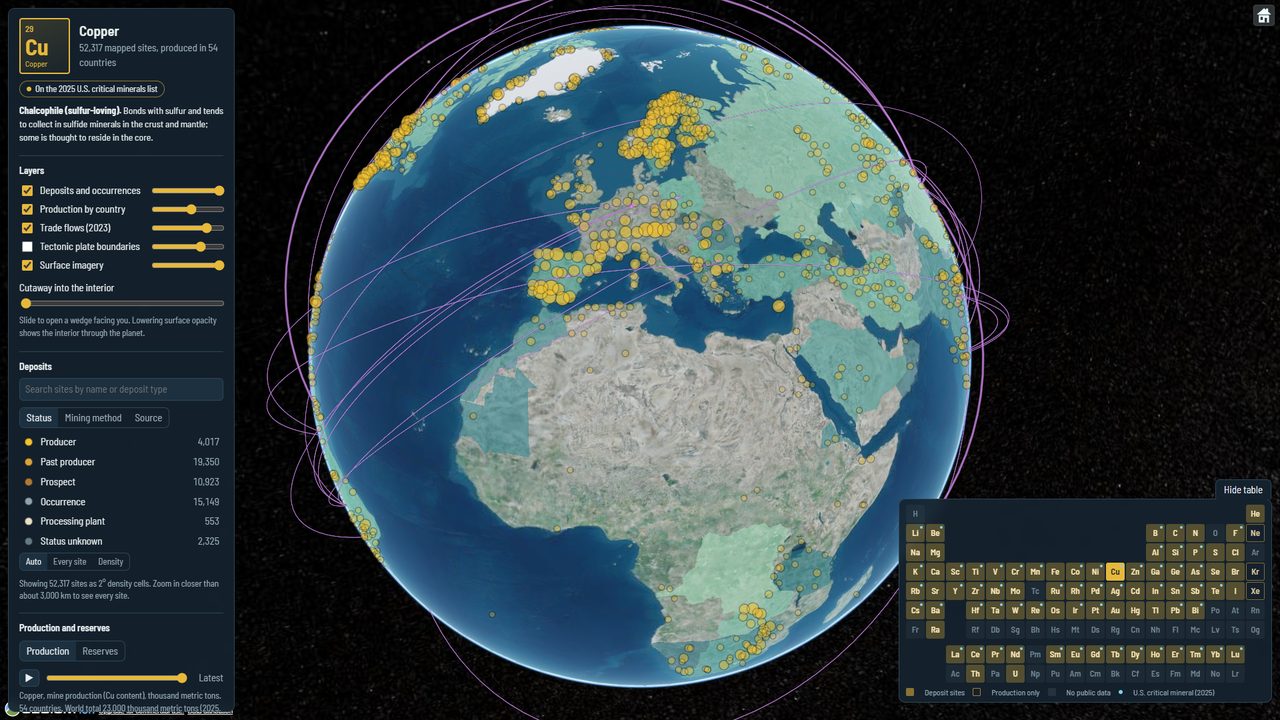 29
Cu
Copper
Copper
52,317 mapped sites, produced in 54
countries
On the 2025 U.S. critical minerals list
Chalcophile (sulfur-loving). Bonds with sulfur and tends
to collect in sulfide minerals in the crust and mantle;
some is thought to reside in the core.
Layers
Deposits and occurrences
Production by country
Trade flows (2023)
Tectonic plate boundaries
Surface imagery
Cutaway into the interior
Slide to open a wedge facing you. Lowering surface opacity
shows the interior through the planet.
Deposits
Search sites by name or deposit type
Status Mining method Source
Producer 4,017
Past producer 19,350
Prospect 10,923
Occurrence 15,149
Processing plant 553
Status unknown 2,325
Auto Every site Density
Showing 52,317 sites as 2° density cells. Zoom in closer than
about 3,000 km to see every site.
Production and reserves
Production Reserves
Latest
Copper, mine production (Cu content), thousand metric tons.
54 countries. World total 23,000 thousand metric tons (2025,
Hide table
H He
Li Be B C N O F Ne
Na Mg Al Si P S Cl Ar
K Ca Sc Ti V Cr Mn Fe Co Ni Cu Zn Ga Ge As Se Br Kr
Rb Sr Y Zr Nb Mo Tc Ru Rh Pd Ag Cd In Sn Sb Te I Xe
Cs Ba Hf Ta W Re Os Ir Pt Au Hg Tl Pb Bi Po At Rn
Fr Ra Rf Db Sg Bh Hs Mt Ds Rg Cn Nh Fl Mc Lv Ts Og
La Ce Pr Nd Pm Sm Eu Gd Tb Dy Ho Er Tm Yb Lu
Ac Th Pa U Np Pu Am Cm Bk Cf Es Fm Md No Lr
Deposit sites Production only No public data U.S. critical mineral (2025)